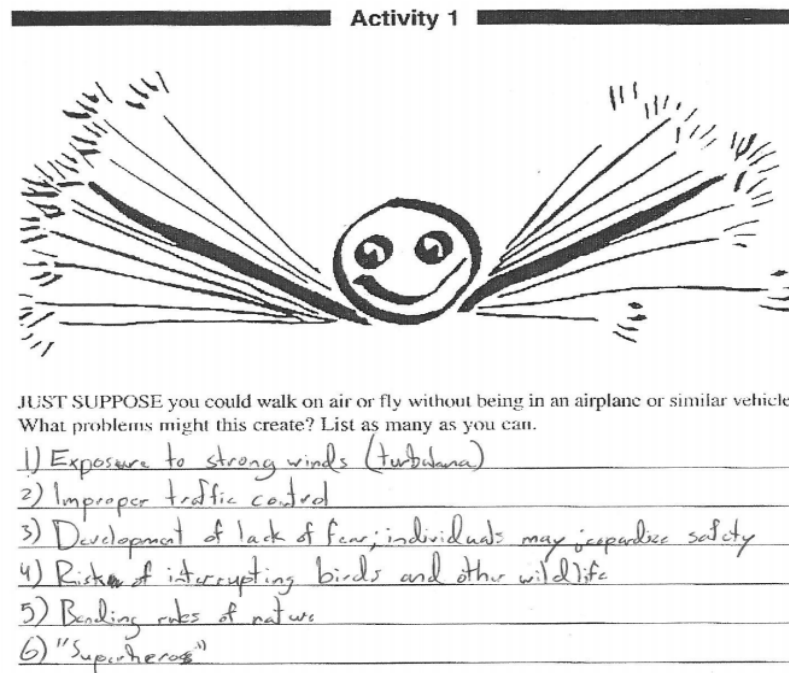 Activity 1
JUST SUPPOSE you could walk on air or fly without being in an airplane or similar vehicle
What problems might this create? List as many as you can.
1) Exposure to strong winds (turbulance)
2) Improper traffic control
3) Development of lack of fear; individuals may jeopardize safety
4) Risk of interrupting birds and other wildlife
5) Bending rules of nature
6) "Superheros"